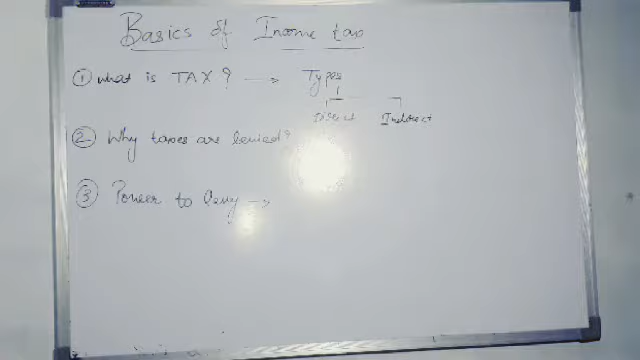 Basics of Income tax
① what is TAX? → Types
Direct Indirect
② Why taxes are levied?
③ Power to levy →